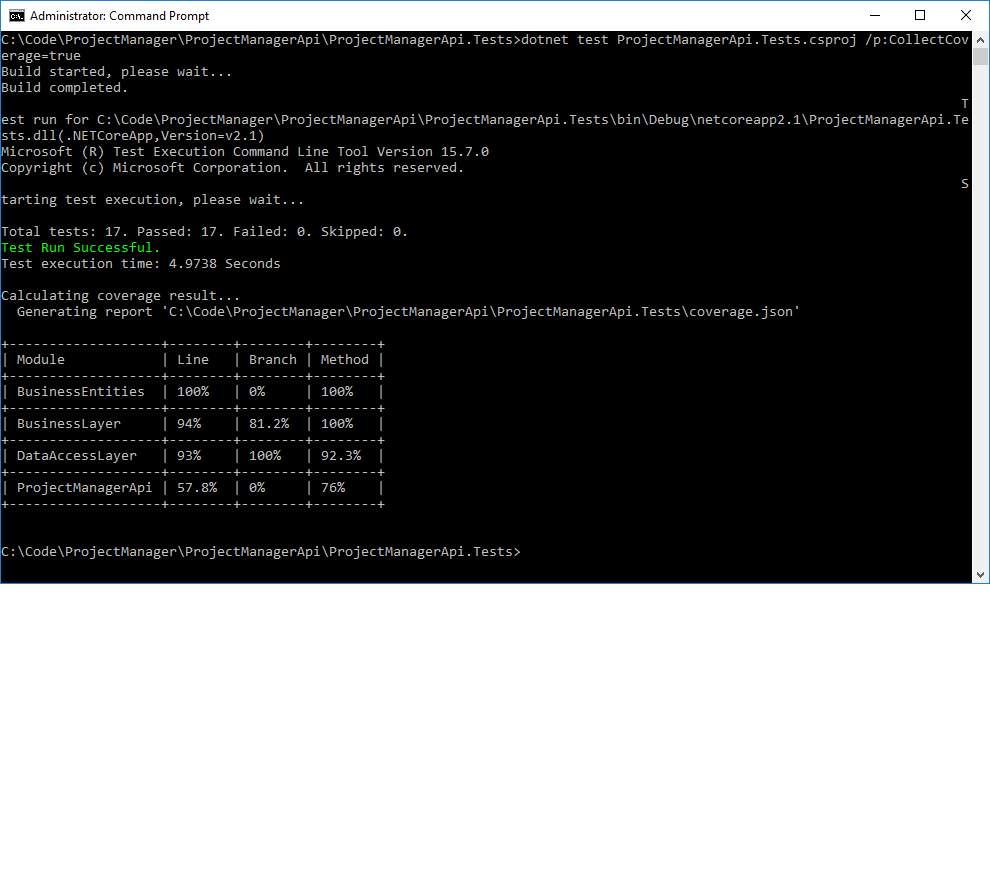 Administrator: Command Prompt
C:\Code\ProjectManager\ProjectManagerApi\ProjectManagerApi.Tests>dotnet test ProjectManagerApi.Tests.csproj /p:CollectCov
erage=true
Build started, please wait...
Build completed.
T
est run for C:\Code\ProjectManager\ProjectManagerApi\ProjectManagerApi.Tests\bin\Debug\netcoreapp2.1\ProjectManagerApi.Te
sts.dll(.NETCoreApp,Version=v2.1)
Microsoft (R) Test Execution Command Line Tool Version 15.7.0
Copyright (c) Microsoft Corporation.  All rights reserved.
S
tarting test execution, please wait...
Total tests: 17. Passed: 17. Failed: 0. Skipped: 0.
Test Run Successful.
Test execution time: 4.9738 Seconds
Calculating coverage result...
  Generating report 'C:\Code\ProjectManager\ProjectManagerApi\ProjectManagerApi.Tests\coverage.json'
+-------------------+--------+--------+--------+
| Module            | Line   | Branch | Method |
+-------------------+--------+--------+--------+
| BusinessEntities  | 100%   | 0%     | 100%   |
+-------------------+--------+--------+--------+
| BusinessLayer     | 94%    | 81.2%  | 100%   |
+-------------------+--------+--------+--------+
| DataAccessLayer   | 93%    | 100%   | 92.3%  |
+-------------------+--------+--------+--------+
| ProjectManagerApi | 57.8%  | 0%     | 76%    |
+-------------------+--------+--------+--------+
C:\Code\ProjectManager\ProjectManagerApi\ProjectManagerApi.Tests>